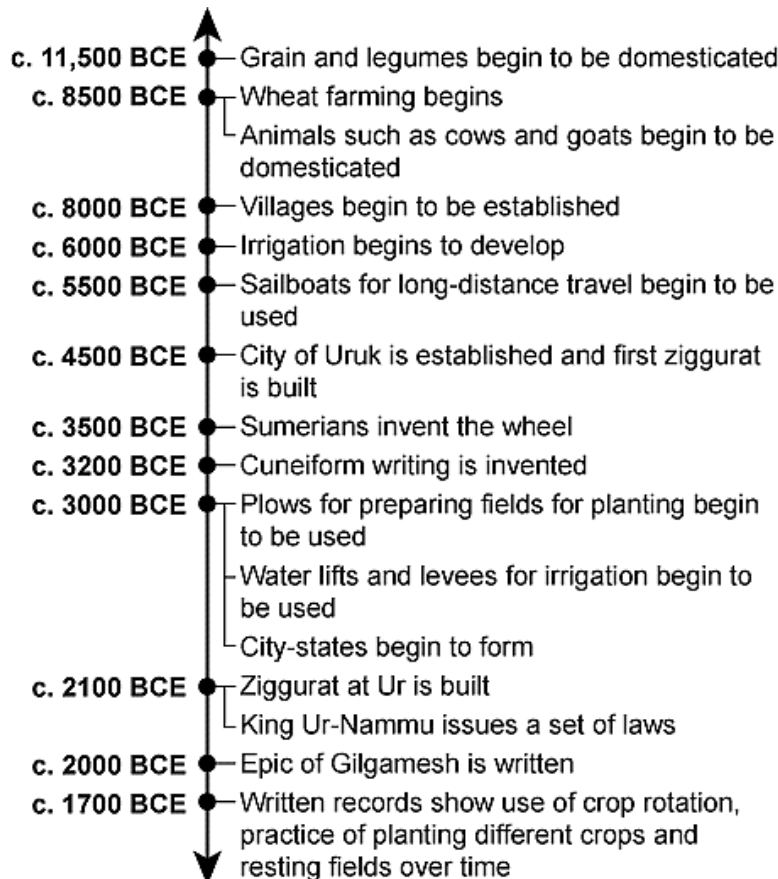 c. 11,500 BCE Grain and legumes begin to be domesticated
c. 8500 BCE Wheat farming begins
Animals such as cows and goats begin to be
domesticated
c. 8000 BCE Villages begin to be established
c. 6000 BCE Irrigation begins to develop
c. 5500 BCE Sailboats for long-distance travel begin to be
used
c. 4500 BCE City of Uruk is established and first ziggurat
is built
c. 3500 BCE Sumerians invent the wheel
c. 3200 BCE Cuneiform writing is invented
c. 3000 BCE Plows for preparing fields for planting begin
to be used
Water lifts and levees for irrigation begin to
be used
City-states begin to form
c. 2100 BCE Ziggurat at Ur is built
King Ur-Nammu issues a set of laws
c. 2000 BCE Epic of Gilgamesh is written
c. 1700 BCE Written records show use of crop rotation,
practice of planting different crops and
resting fields over time